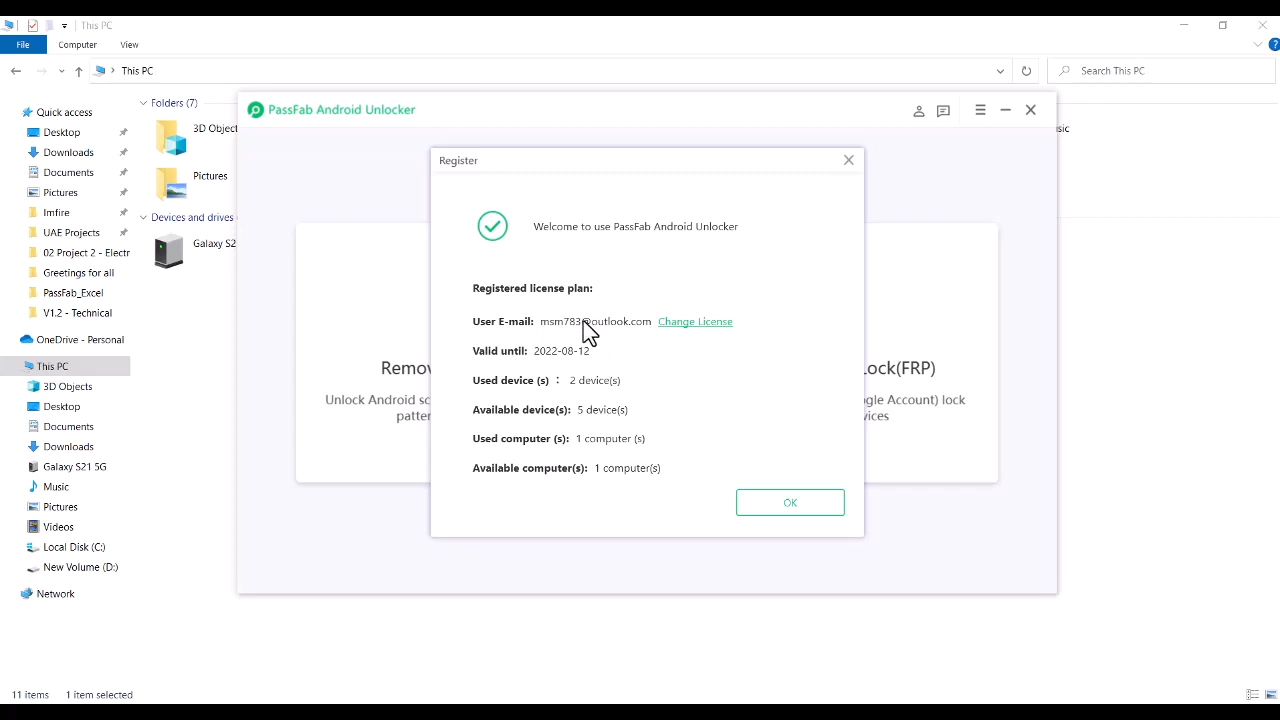 This PC
File
Computer
View
This PC
Search This PC
Quick access
Desktop
Downloads
Documents
Pictures
Imfire
UAE Projects
02 Project 2 - Electr
Greetings for all
PassFab_Excel
V1.2 - Technical
OneDrive - Personal
This PC
3D Objects
Desktop
Documents
Downloads
Galaxy S21 5G
Music
Pictures
Videos
Local Disk (C:)
New Volume (D:)
Network
Folders (7)
3D Object
Pictures
Devices and drives
Galaxy S2
PassFab Android Unlocker
Register
Welcome to use PassFab Android Unlocker
Registered license plan:
User E-mail: msm783@outlook.com Change License
Valid until: 2022-08-12
Used device (s) : 2 device(s)
Available device(s): 5 device(s)
Used computer (s): 1 computer (s)
Available computer(s): 1 computer(s)
OK
Remov
Unlock Android sc
patter
Lock(FRP)
ogle Account) lock
vices
11 items 1 item selected